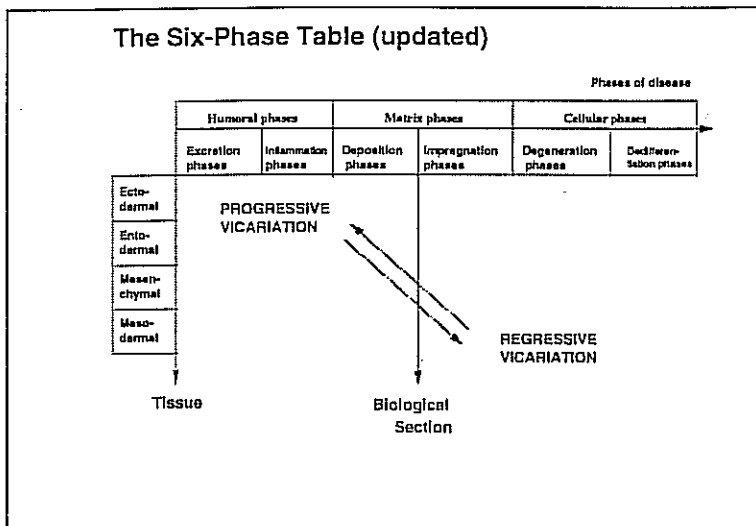 The Six-Phase Table (updated)
Phases of disease
Humoral phases Matrix phases Cellular phases
Excretion Inflammation Deposition Impregnation Degeneration Dedifferen-
phases phases phases phases phases tiation phases
Ecto-
dermal
Ento-
dermal
Mesen-
chymal
Meso-
dermal
PROGRESSIVE
VICARIATION
REGRESSIVE
VICARIATION
Tissue
Biological
Section